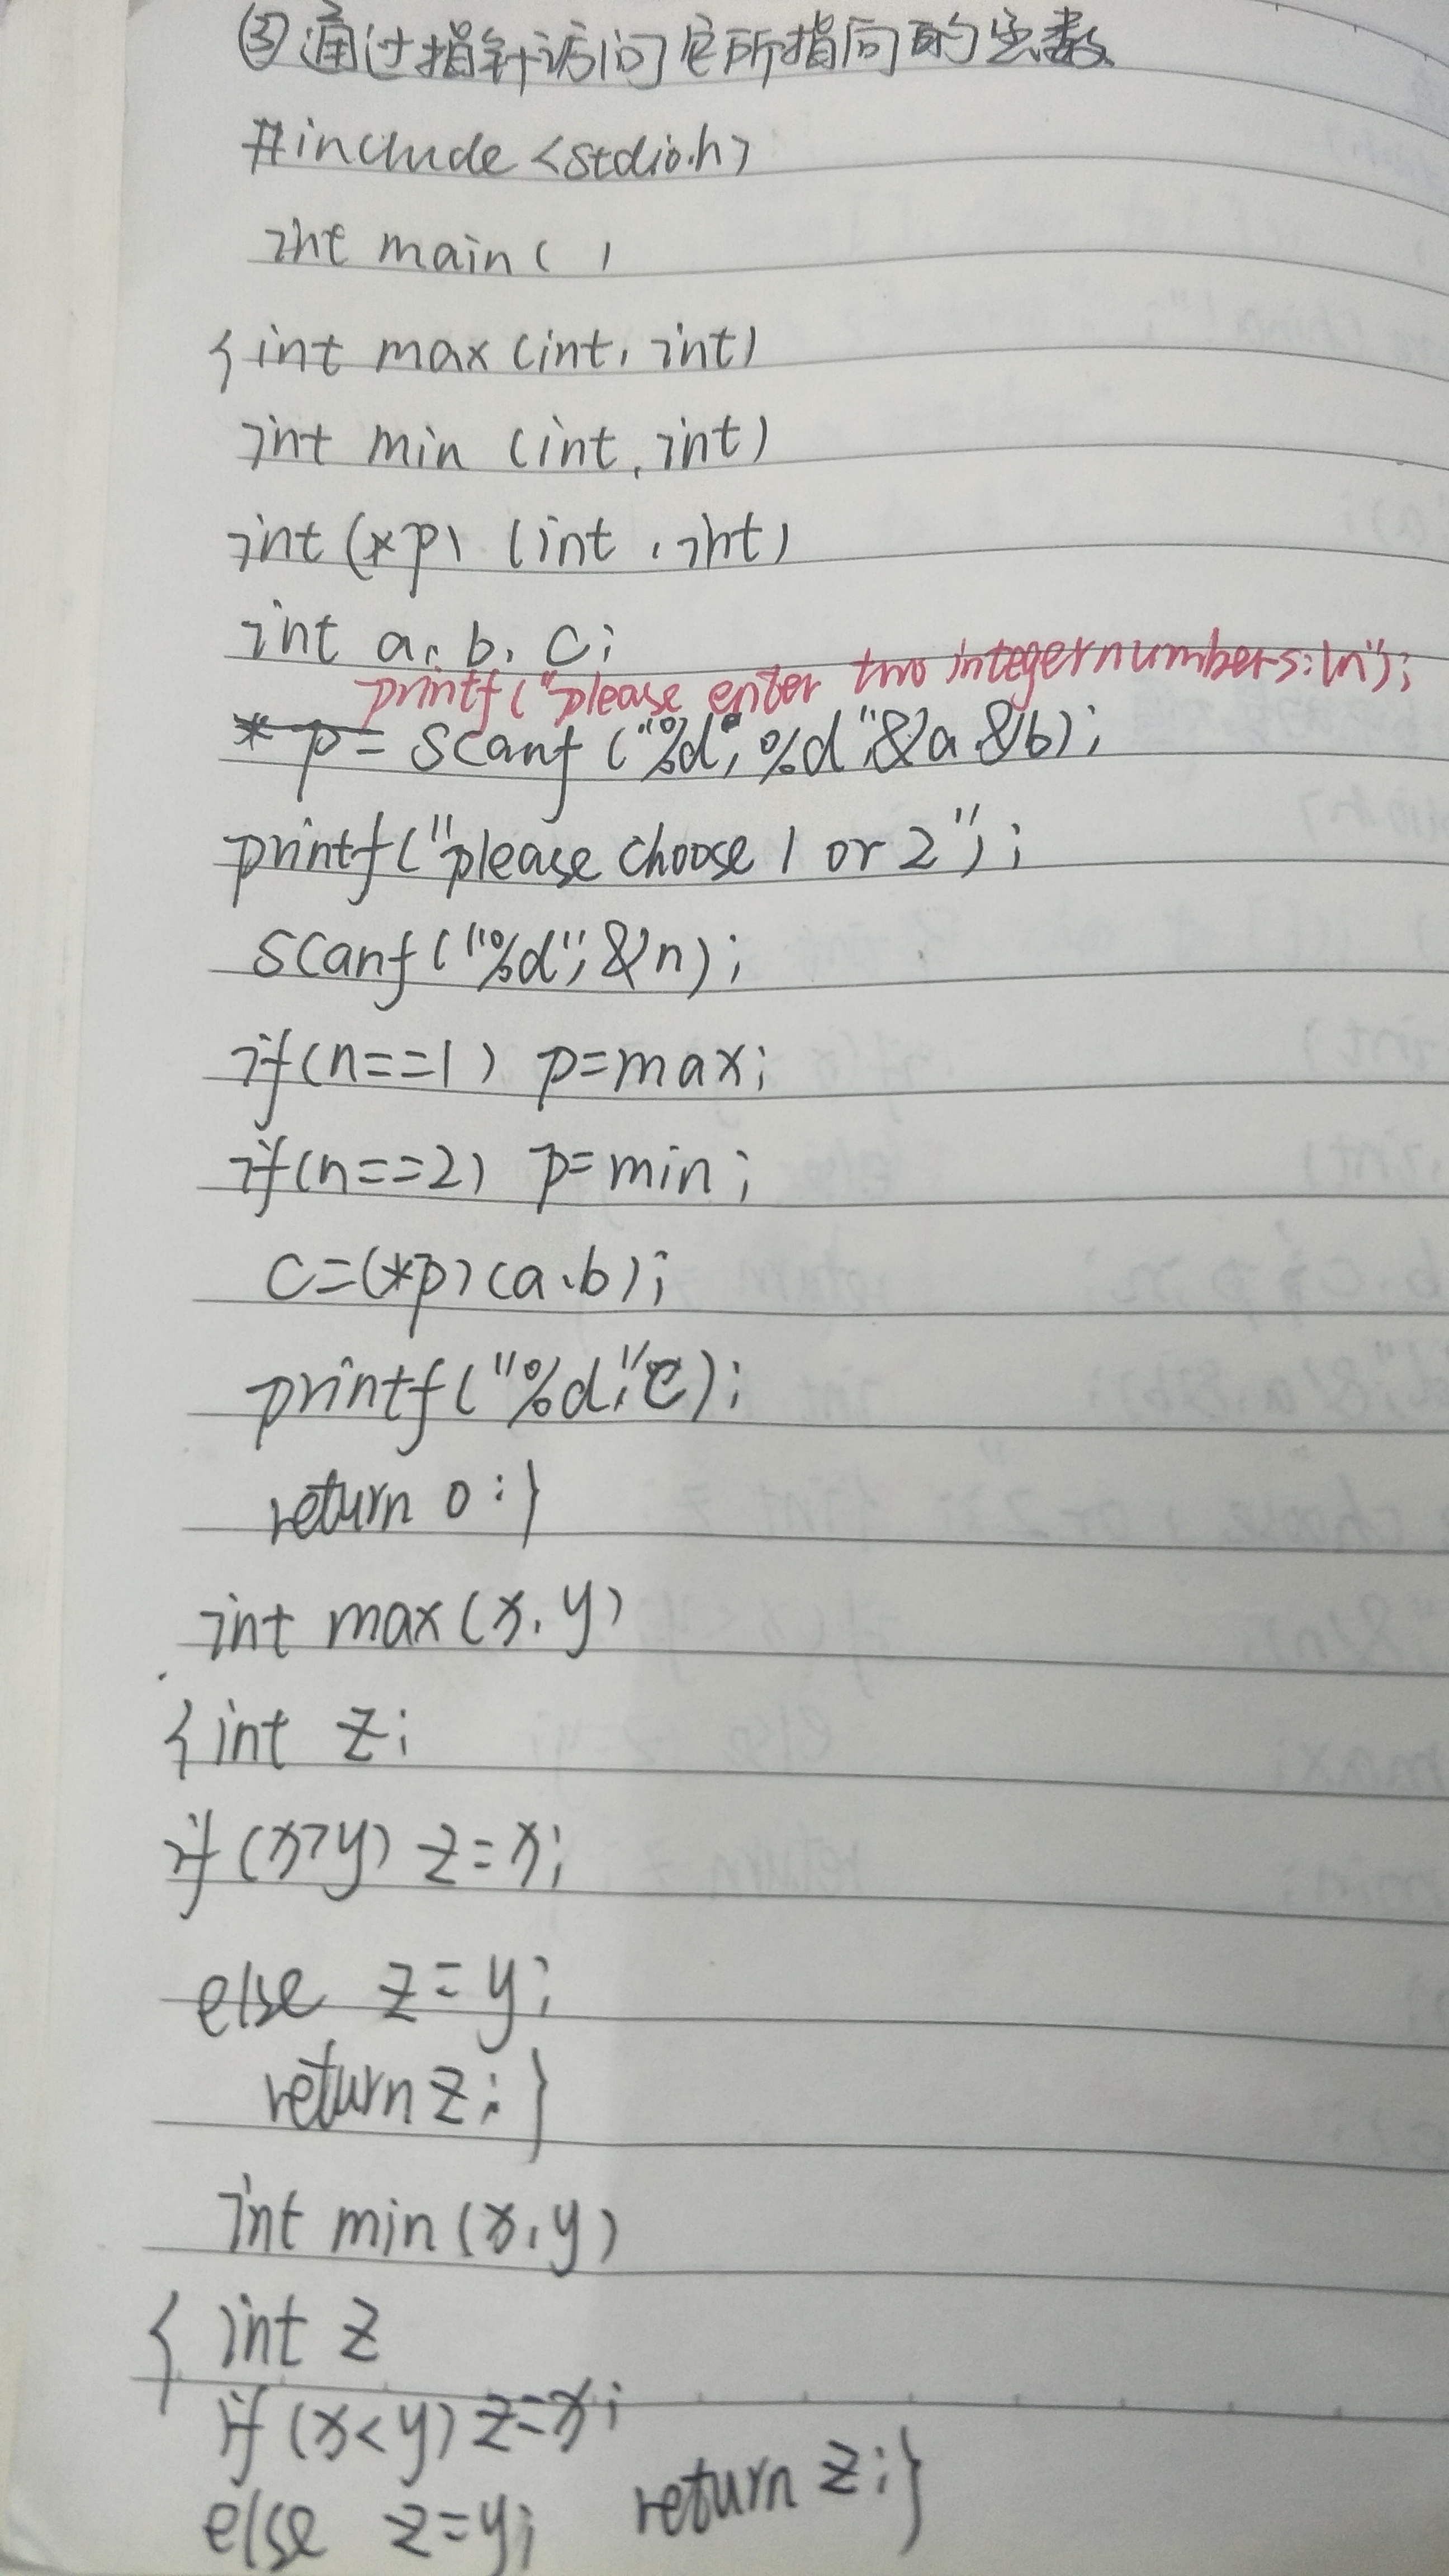 ③通过指针访问它所指向的函数
#include <stdio.h>
int main( )
{int max (int, int)
int min (int, int)
int (*p) (int, int)
int a, b, c;
printf("please enter two integer numbers:\n");
scanf ("%d, %d",&a &b);
printf("please choose 1 or 2");
scanf("%d",&n);
if(n==1) p=max;
if(n==2) p=min;
c=(*p)(a,b);
printf("%d,"c);
return 0;}
int max(x,y)
{int z;
if (x>y) z=x;
else z=y;
return z;}
int min(x,y)
{ int z
if (x<y) z=x;
else z=y; return z;}